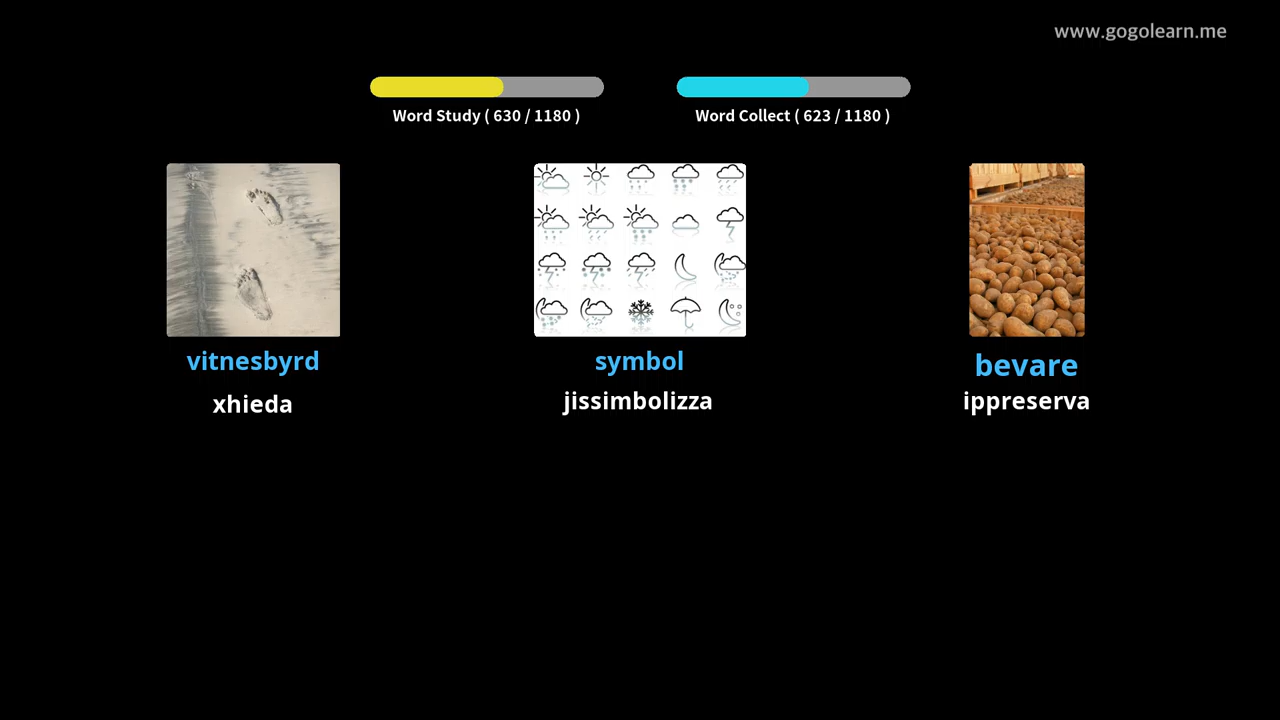 www.gogolearn.me
Word Study ( 630 / 1180 )
Word Collect ( 623 / 1180 )
vitnesbyrd
symbol
bevare
xhieda
jissimbolizza
ippreserva